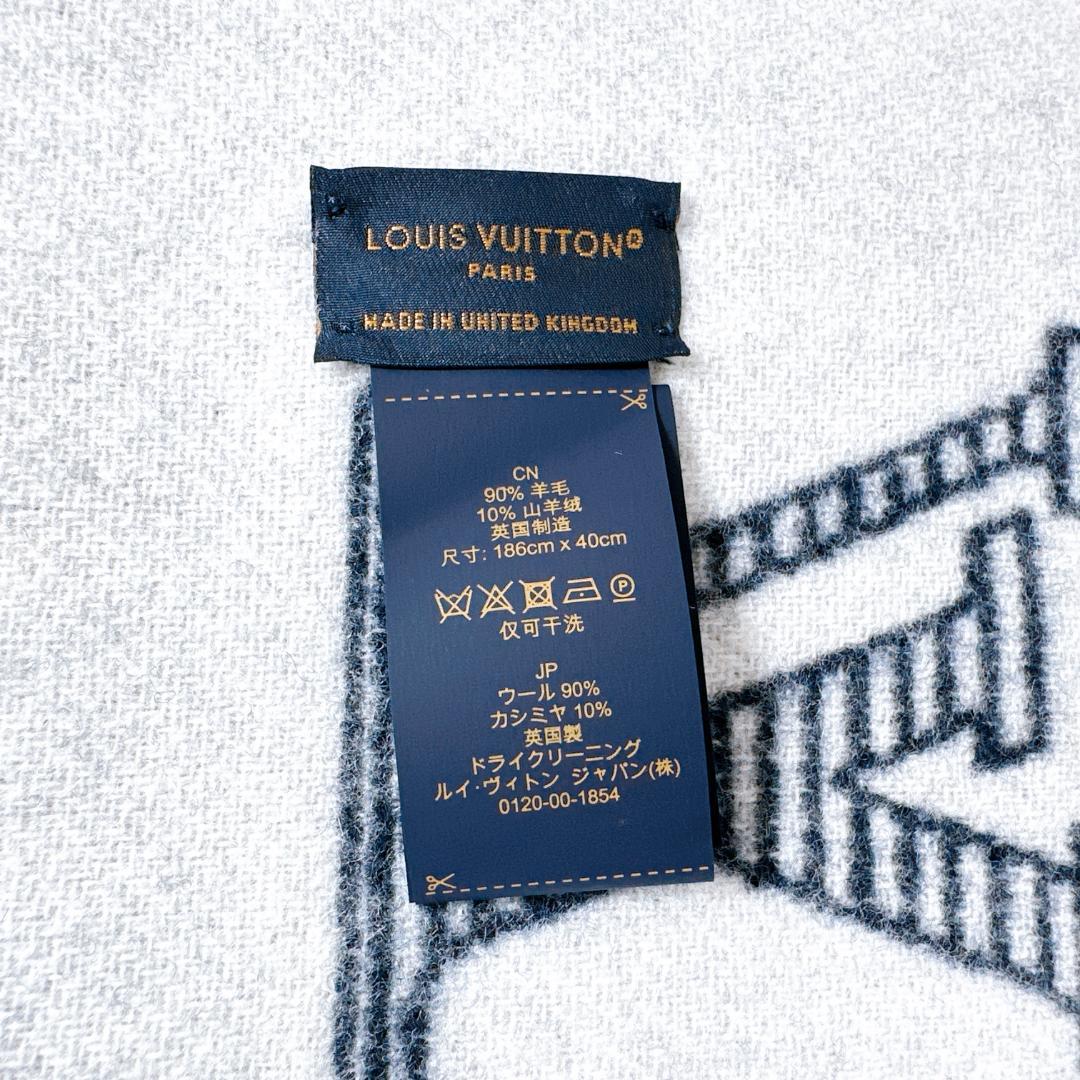 LOUIS VUITTON®
PARIS
MADE IN UNITED KINGDOM
CN
90% 羊毛
10% 山羊绒
英国制造
尺寸: 186cm x 40cm
P
仅可干洗
JP
ウール 90%
カシミヤ 10%
英国製
ドライクリーニング
ルイ·ヴィトン ジャパン(株)
0120-00-1854